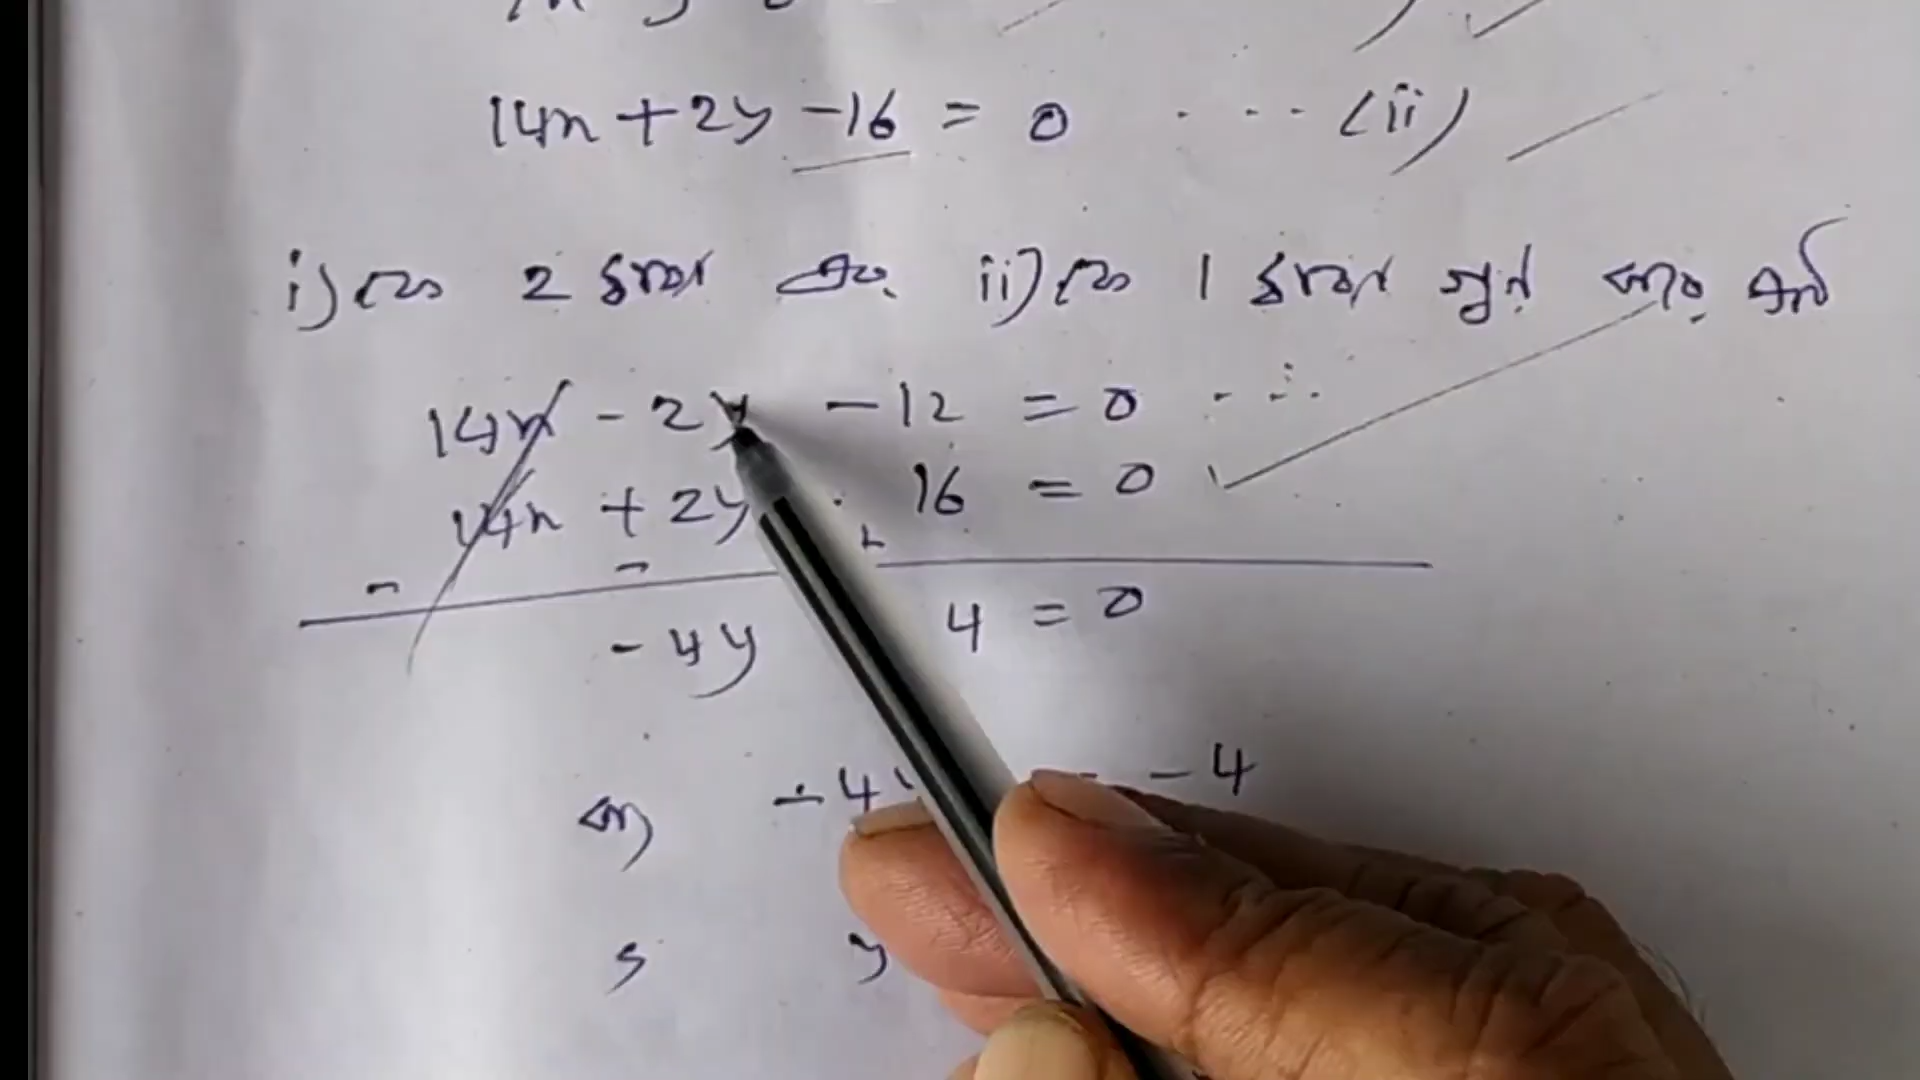 14x + 2y - 16 = 0 ... (ii)
i) কে 2 দ্বারা এবং ii) কে 1 দ্বারা গুণ করে পাই
14x - 2y - 12 = 0 ...
14x + 2y 16 = 0
- - +
-4y 4 = 0
বা -4y = -4
y